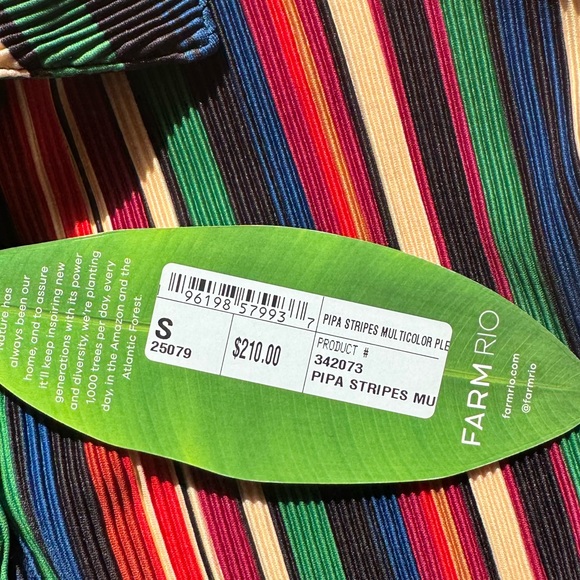 Nature has
always been our
home, and to assure
it'll keep inspiring new
generations with its power
and diversity, we're planting
1,000 trees per day, every
day, in the Amazon and the
Atlantic Forest.
96198 57993 7
S
25079
$210.00
PIPA STRIPES MULTICOLOR PLE
PRODUCT #
342073
PIPA STRIPES MU
FARM RIO
farmrio.com
@farmrio